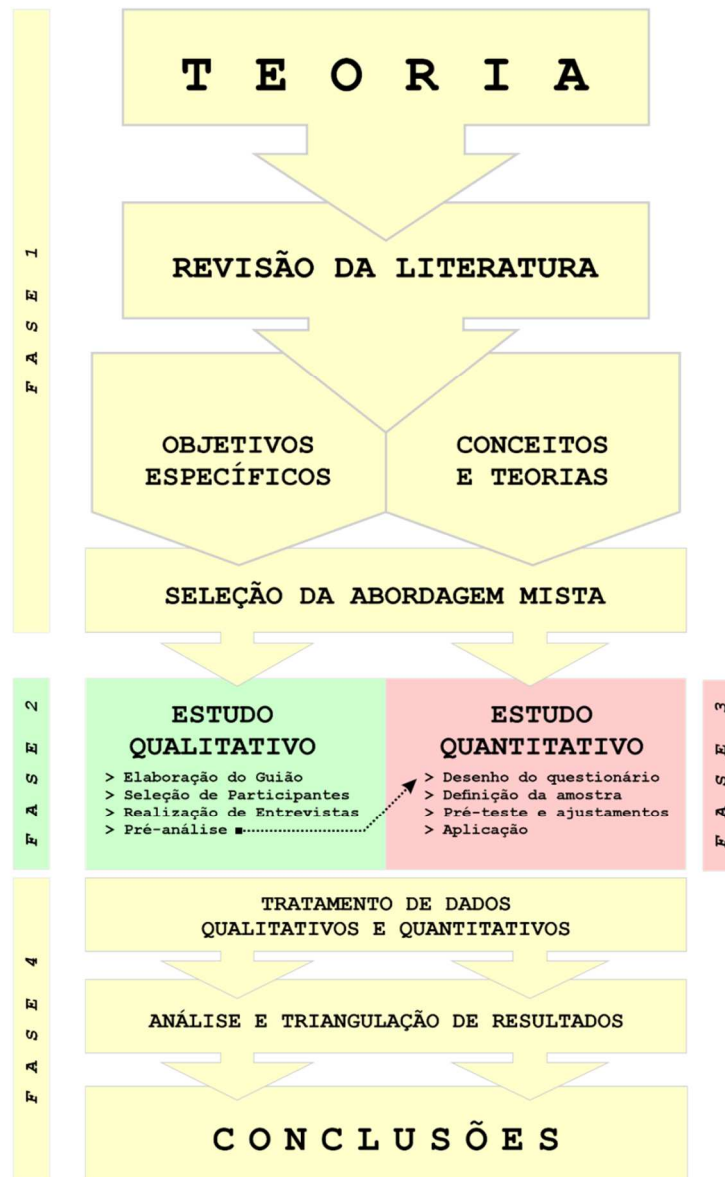 T E O R I A
REVISÃO DA LITERATURA
FASE 1
OBJETIVOS
ESPECÍFICOS
CONCEITOS
E TEORIAS
SELEÇÃO DA ABORDAGEM MISTA
FASE 2
ESTUDO
QUALITATIVO
> Elaboração do Guião
> Seleção de Participantes
> Realização de Entrevistas
> Pré-análise
ESTUDO
QUANTITATIVO
> Desenho do questionário
> Definição da amostra
> Pré-teste e ajustamentos
> Aplicação
FASE 3
TRATAMENTO DE DADOS
QUALITATIVOS E QUANTITATIVOS
FASE 4
ANÁLISE E TRIANGULAÇÃO DE RESULTADOS
CONCLUSÕES